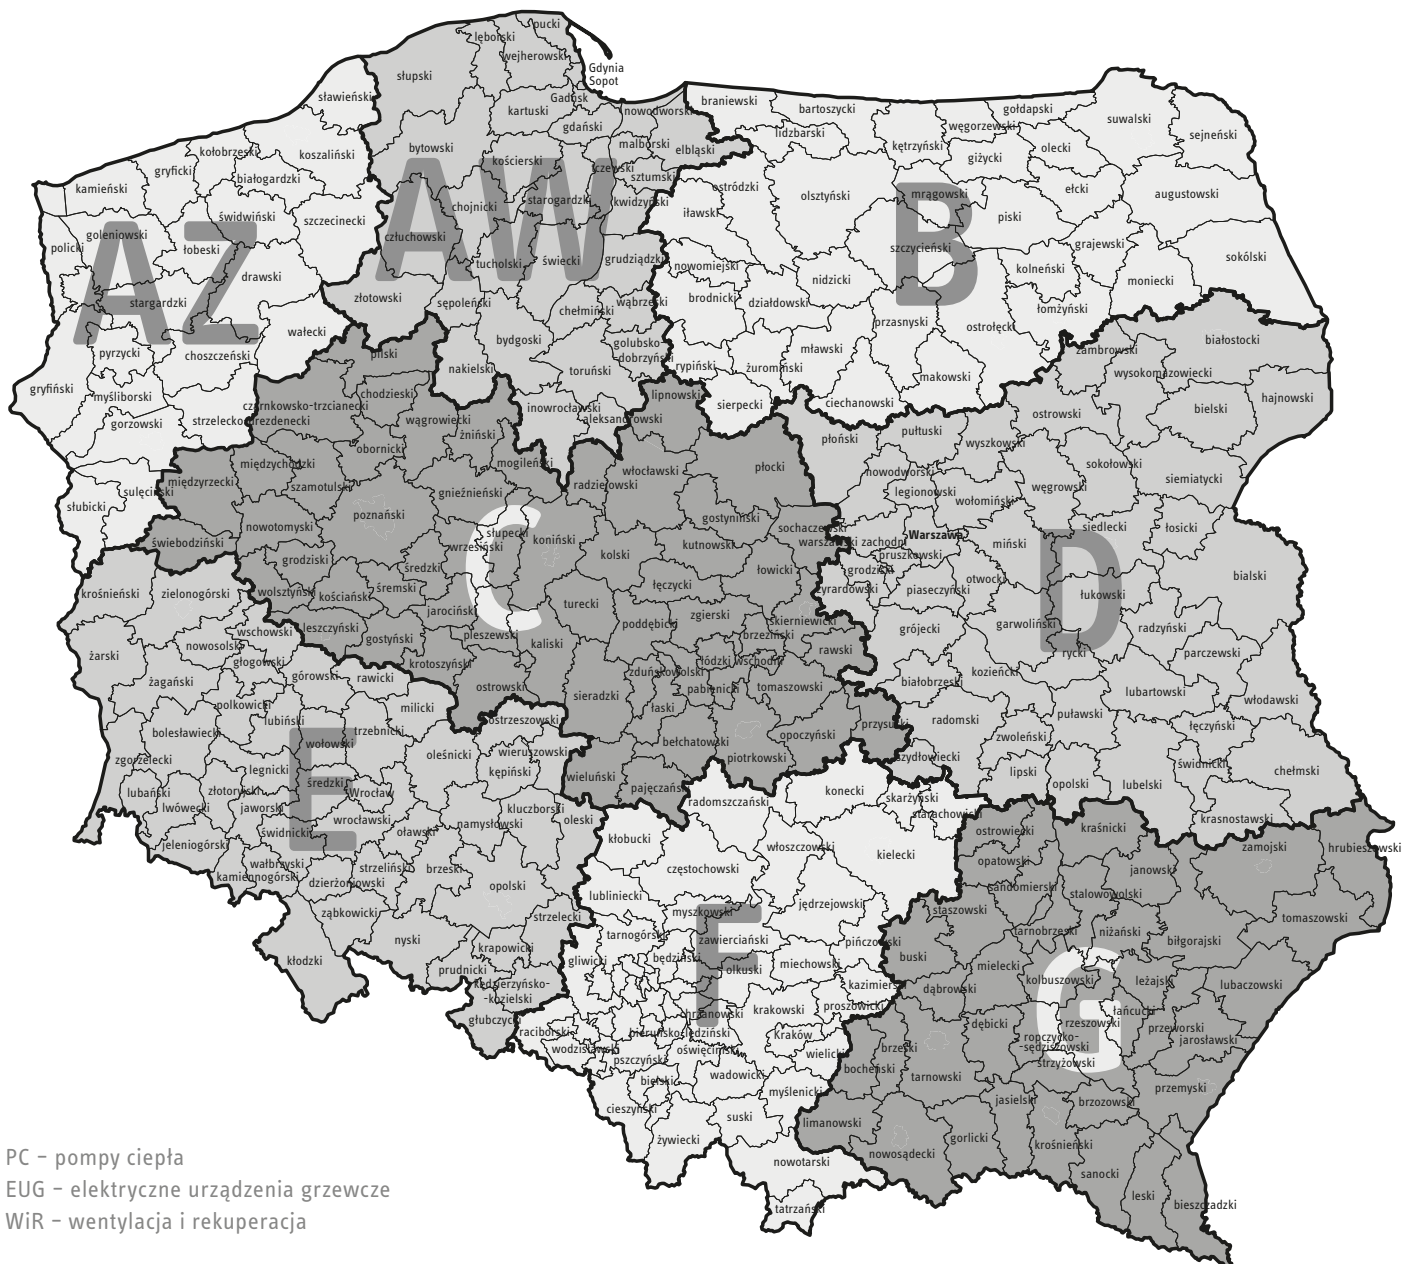 pucki
lęborski
wejherowski
słupski
Gdynia
Sopot
sławieński
Gadńsk
kartuski
nowodworski
gdański
braniewski
bartoszycki
gołdapski
suwalski
sejneński
lidzbarski
węgorzewski
olecki
kętrzyński
giżycki
kołobrzeski
koszaliński
bytowski
kościerski
malborski
elbląski
tczewski
sztumski
gryficki
białogardzki
kamieński
ostródzki
olsztyński
mrągowski
ełcki
augustowski
świdwiński
szczecinecki
chojnicki
starogardzki
kwidzyński
iławski
piski
AZ
AW
B
goleniowski
policki
łobeski
człuchowski
szczycieński
grajewski
sokólski
drawski
tucholski
świecki
grudziądzki
nowomiejski
nidzicki
kolneński
moniecki
stargardzki
złotowski
sępoleński
wąbrzeski
chełmiński
brodnicki
działdowski
łomżyński
wałecki
przasnyski
ostrołęcki
pyrzycki
choszczeński
pilski
bydgoski
golubsko-
-dobrzyński
mławski
zambrowski
białostocki
nakielski
toruński
rypiński
żuromiński
makowski
wysokomazowiecki
gryfiński
myśliborski
chodzieski
lipnowski
sierpecki
ciechanowski
hajnowski
czarnkowsko-trzcianecki
inowrocławski
aleksandrowski
ostrowski
bielski
gorzowski
strzelecko-drezdenecki
wągrowiecki
żniński
płoński
pułtuski
wyszkowski
obornicki
międzychodzki
mogileński
włocławski
płocki
sokołowski
siemiatycki
międzyrzecki
szamotulski
gnieźnieński
radziejowski
nowodworski
węgrowski
sulęciński
słubicki
legionowski
wołomiński
poznański
gostyniński
sochaczewski
siedlecki
łosicki
nowotomyski
słupecki
koniński
kutnowski
warszawski zachodni
Warszawa
miński
świebodziński
wrzesiński
kolski
pruszkowski
D
C
grodziski
średzki
łowicki
grodziski
otwocki
bialski
krośnieński
zielonogórski
wolsztyński
kościański
śremski
łęczycki
żyrardowski
piaseczyński
łukowski
jarociński
turecki
zgierski
skierniewicki
wschowski
leszczyński
gostyński
pleszewski
poddębicki
brzeziński
grójecki
garwoliński
radzyński
nowosolski
kaliski
rawski
rycki
parczewski
żarski
głogowski
krotoszyński
łódzki wschodni
zduńskowolski
białobrzeski
kozienicki
żagański
górowski
rawicki
ostrowski
sieradzki
pabienicki
tomaszowski
lubartowski
włodawski
polkowicki
milicki
łaski
puławski
lubiński
ostrzeszowski
przysuski
radomski
łęczyński
bolesławiecki
trzebnicki
bełchatowski
opoczyński
zwoleński
wołowski
oleśnicki
wieruszowski
zgorzelecki
E
piotrkowski
szydłowiecki
świdnicki
legnicki
kępiński
wieluński
lipski
chełmski
średzki
pajęczański
opolski
lubelski
lubański
złotoryjski
Wrocław
konecki
skarżyński
lwówecki
jaworski
kluczborski
radomszczański
starachowicki
krasnostawski
wrocławski
namysłowski
oleski
kraśnicki
świdnicki
oławski
kłobucki
ostrowiecki
jeleniogórski
włoszczowski
zamojski
hrubieszowski
kielecki
opatowski
wałbrzyski
strzeliński
brzeski
częstochowski
janowski
kamiennogórski
dzierżoniowski
opolski
sandomierski
stalowowolski
lubliniecki
jędrzejowski
ząbkowicki
strzelecki
myszkowski
staszowski
tomaszowski
nyski
tarnogórski
zawierciański
pińczowski
tarnobrzeski
niżański
biłgorajski
krapowicki
F
kłodzki
gliwicki
będziński
olkuski
miechowski
buski
mielecki
prudnicki
kolbuszowski
leżajski
lubaczowski
kędzierzyńsko-
-kozielski
kazimierski
dąbrowski
głubczycki
chrzanowski
krakowski
proszowicki
G
łańcucki
raciborski
bieruńsko-lędziński
Kraków
dębicki
rzeszowski
przeworski
wodzisławski
oświęcimski
wielicki
brzeski
ropczycko-
-sędziszowski
jarosławski
pszczyński
bocheński
strzyżowski
bielski
wadowicki
tarnowski
myślenicki
przemyski
cieszyński
jasielski
brzozowski
suski
limanowski
żywiecki
gorlicki
krośnieński
PC – pompy ciepła
nowotarski
nowosądecki
sanocki
EUG – elektryczne urządzenia grzewcze
leski
bieszczadzki
tatrzański
WiR – wentylacja i rekuperacja